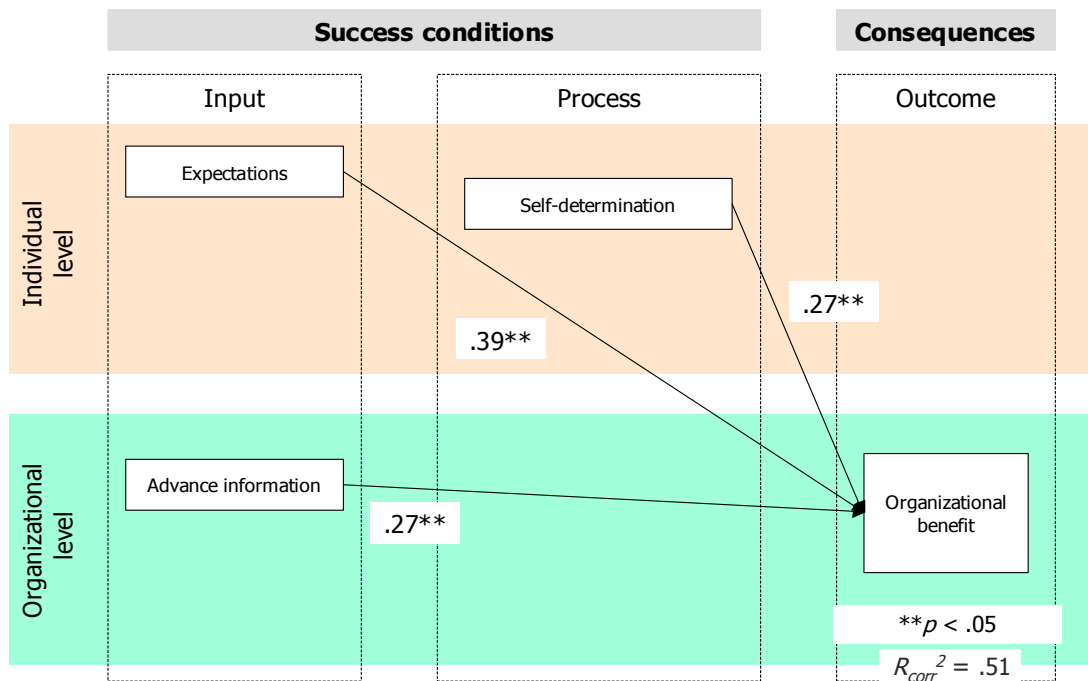 Success conditions
Consequences
Input
Process
Outcome
Individual
level
Expectations
Self-determination
.27**
.39**
Organizational
level
Advance information
.27**
Organizational
benefit
**p < .05
R_corr² = .51